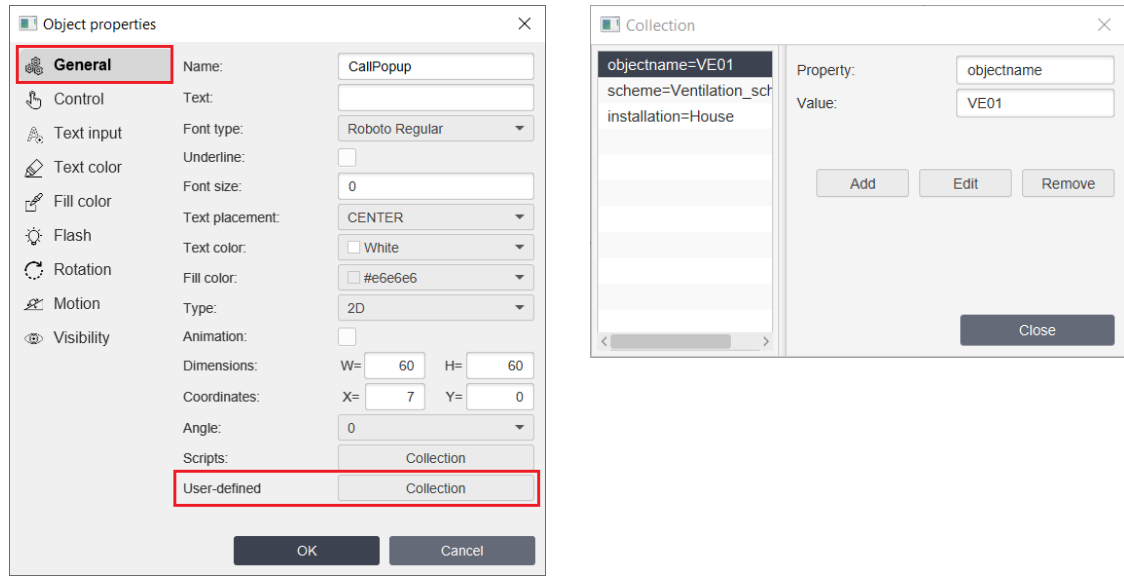 Object properties
General
Control
Text input
Text color
Fill color
Flash
Rotation
Motion
Visibility
Name: CallPopup
Text:
Font type: Roboto Regular
Underline:
Font size: 0
Text placement: CENTER
Text color: White
Fill color: #e6e6e6
Type: 2D
Animation:
Dimensions: W= 60 H= 60
Coordinates: X= 7 Y= 0
Angle: 0
Scripts: Collection
User-defined Collection
OK Cancel
Collection
objectname=VE01
scheme=Ventilation_sch
installation=House
Property: objectname
Value: VE01
Add Edit Remove
Close